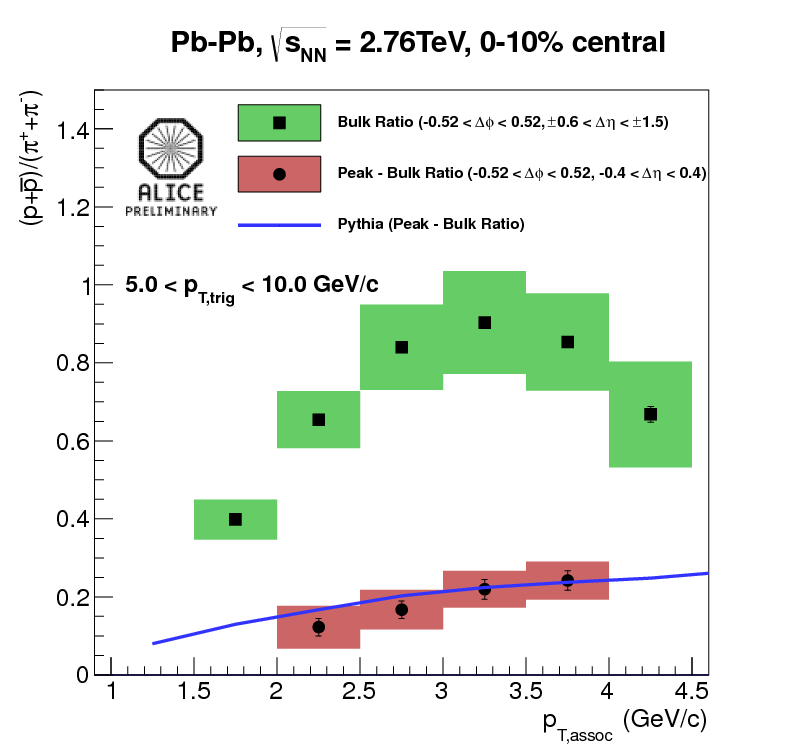 Pb-Pb, √s_NN = 2.76TeV, 0-10% central
(p+p̅)/(π⁺+π⁻)
Bulk Ratio (-0.52 < Δϕ < 0.52,±0.6 < Δη < ±1.5)
Peak - Bulk Ratio (-0.52 < Δϕ < 0.52, -0.4 < Δη < 0.4)
Pythia (Peak - Bulk Ratio)
ALICE
PRELIMINARY
5.0 < p_T,trig < 10.0 GeV/c
1.4
1.2
1
0.8
0.6
0.4
0.2
0
1 1.5 2 2.5 3 3.5 4 4.5
p_T,assoc (GeV/c)